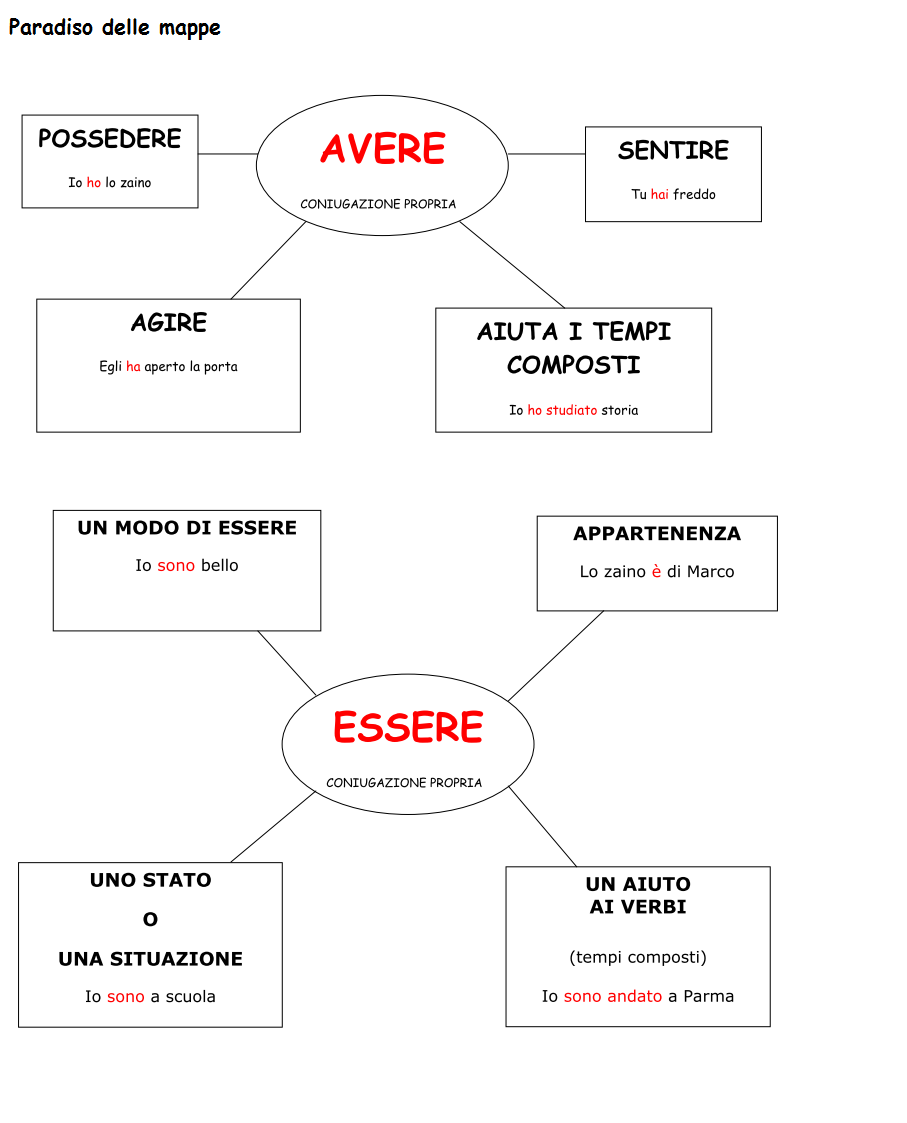 Paradiso delle mappe
POSSEDERE
Io ho lo zaino
AVERE
CONIUGAZIONE PROPRIA
SENTIRE
Tu hai freddo
AGIRE
Egli ha aperto la porta
AIUTA I TEMPI
COMPOSTI
Io ho studiato storia
UN MODO DI ESSERE
Io sono bello
APPARTENENZA
Lo zaino è di Marco
ESSERE
CONIUGAZIONE PROPRIA
UNO STATO
O
UNA SITUAZIONE
Io sono a scuola
UN AIUTO
AI VERBI
(tempi composti)
Io sono andato a Parma